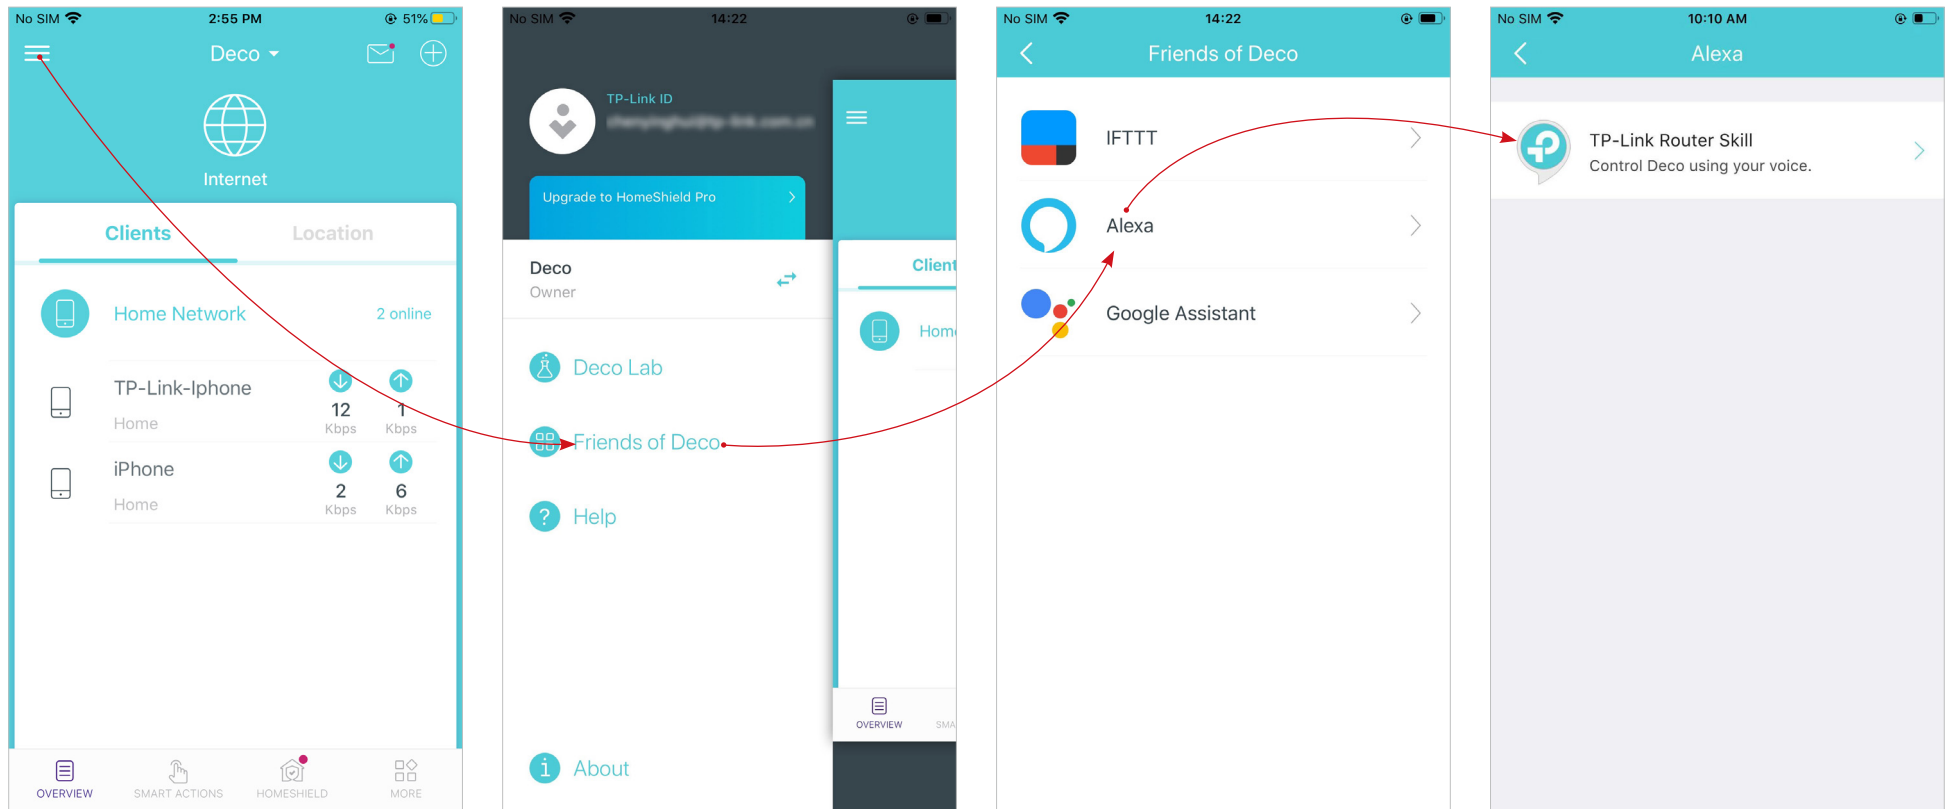 No SIM
2:55 PM
51%
Deco
Internet
Clients
Location
Home Network
2 online
TP-Link-Iphone
Home
12
Kbps
1
Kbps
iPhone
Home
2
Kbps
6
Kbps
OVERVIEW
SMART ACTIONS
HOMESHIELD
MORE
No SIM
14:22
TP-Link ID
Upgrade to HomeShield Pro
Deco
Owner
Deco Lab
Friends of Deco
Help
About
Client
Hom
OVERVIEW
SMA
No SIM
14:22
Friends of Deco
IFTTT
Alexa
Google Assistant
No SIM
10:10 AM
Alexa
TP-Link Router Skill
Control Deco using your voice.